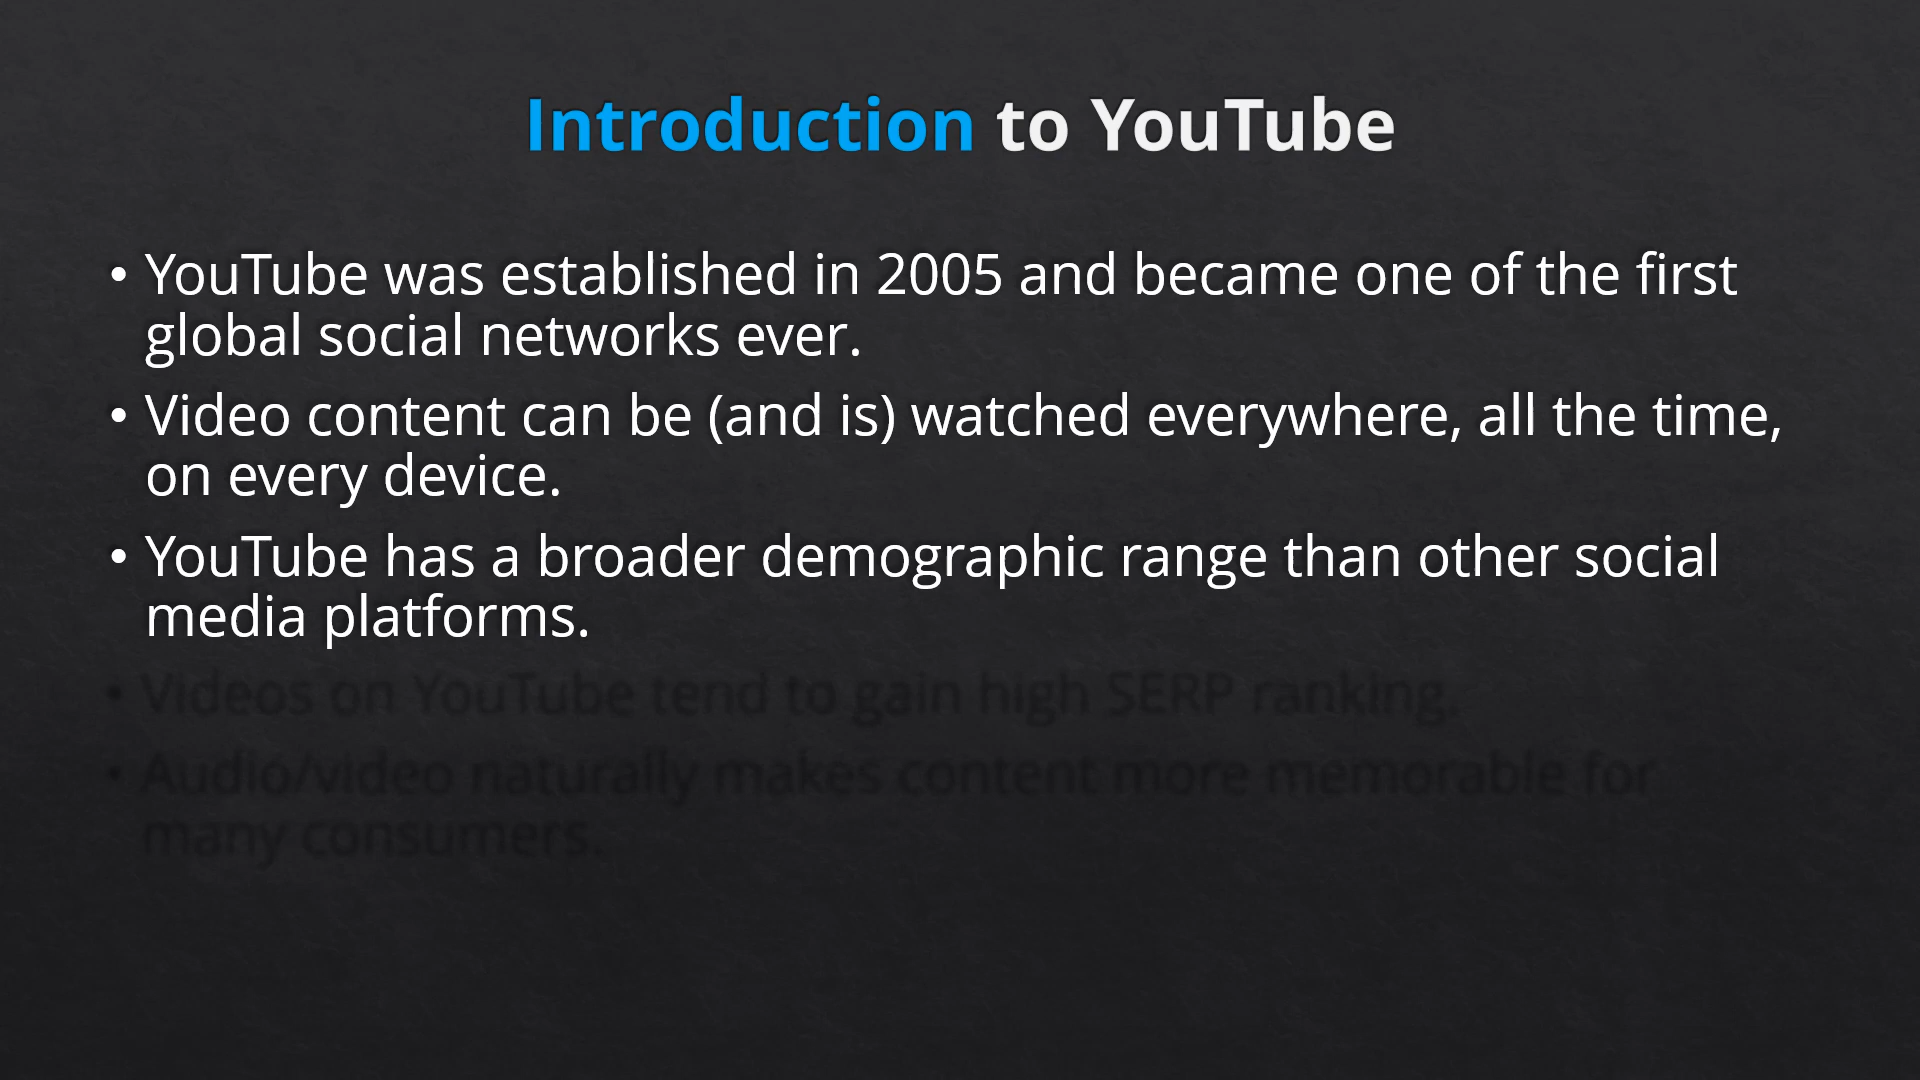 Introduction to YouTube
• YouTube was established in 2005 and became one of the first
global social networks ever.
• Video content can be (and is) watched everywhere, all the time,
on every device.
• YouTube has a broader demographic range than other social
media platforms.
• Videos on YouTube tend to gain high SERP ranking.
• Audio/video naturally makes content more memorable for
many consumers.